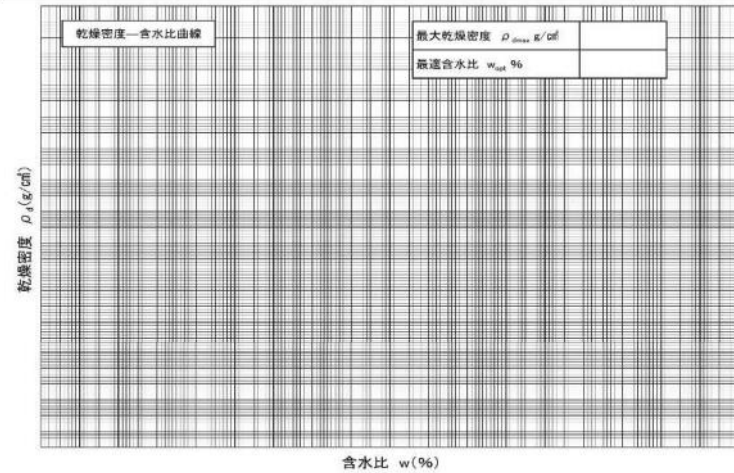 乾燥密度―含水比曲線
最大乾燥密度 ρdmax g/c㎥
最適含水比 wopt %
乾燥密度 ρd(g/c㎥)
含水比 w(%)